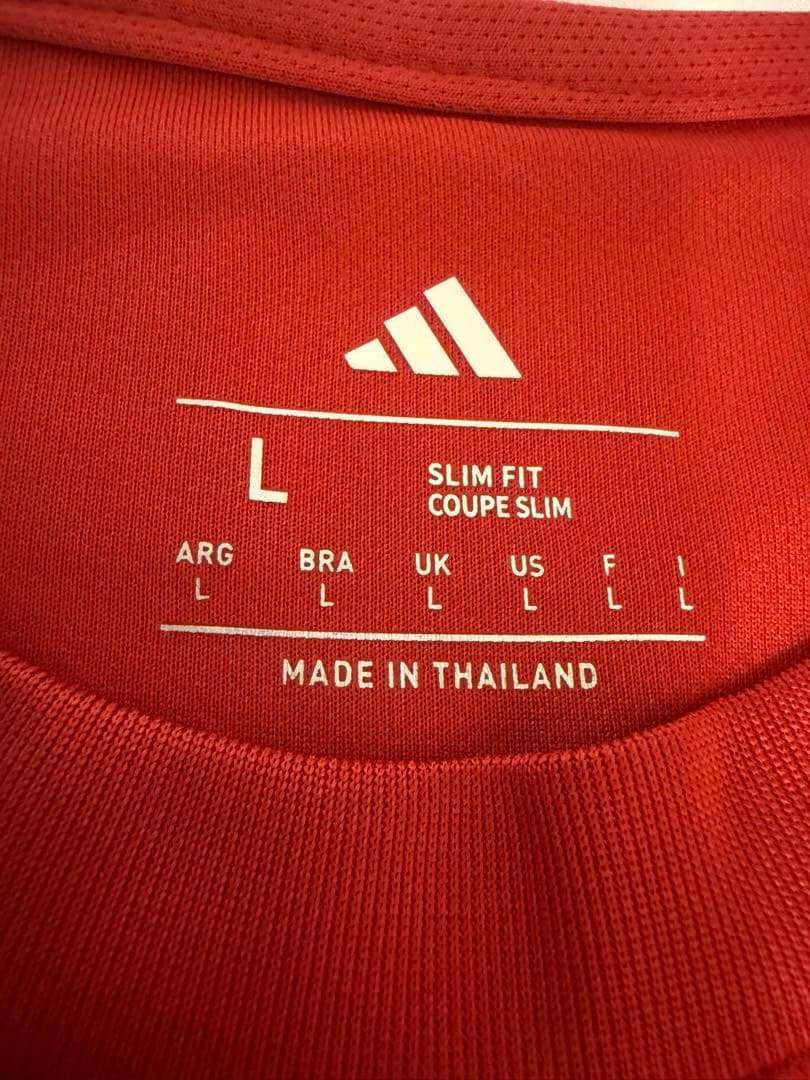 L
SLIM FIT
COUPE SLIM
ARG BRA UK US F I
L L L L L L
MADE IN THAILAND